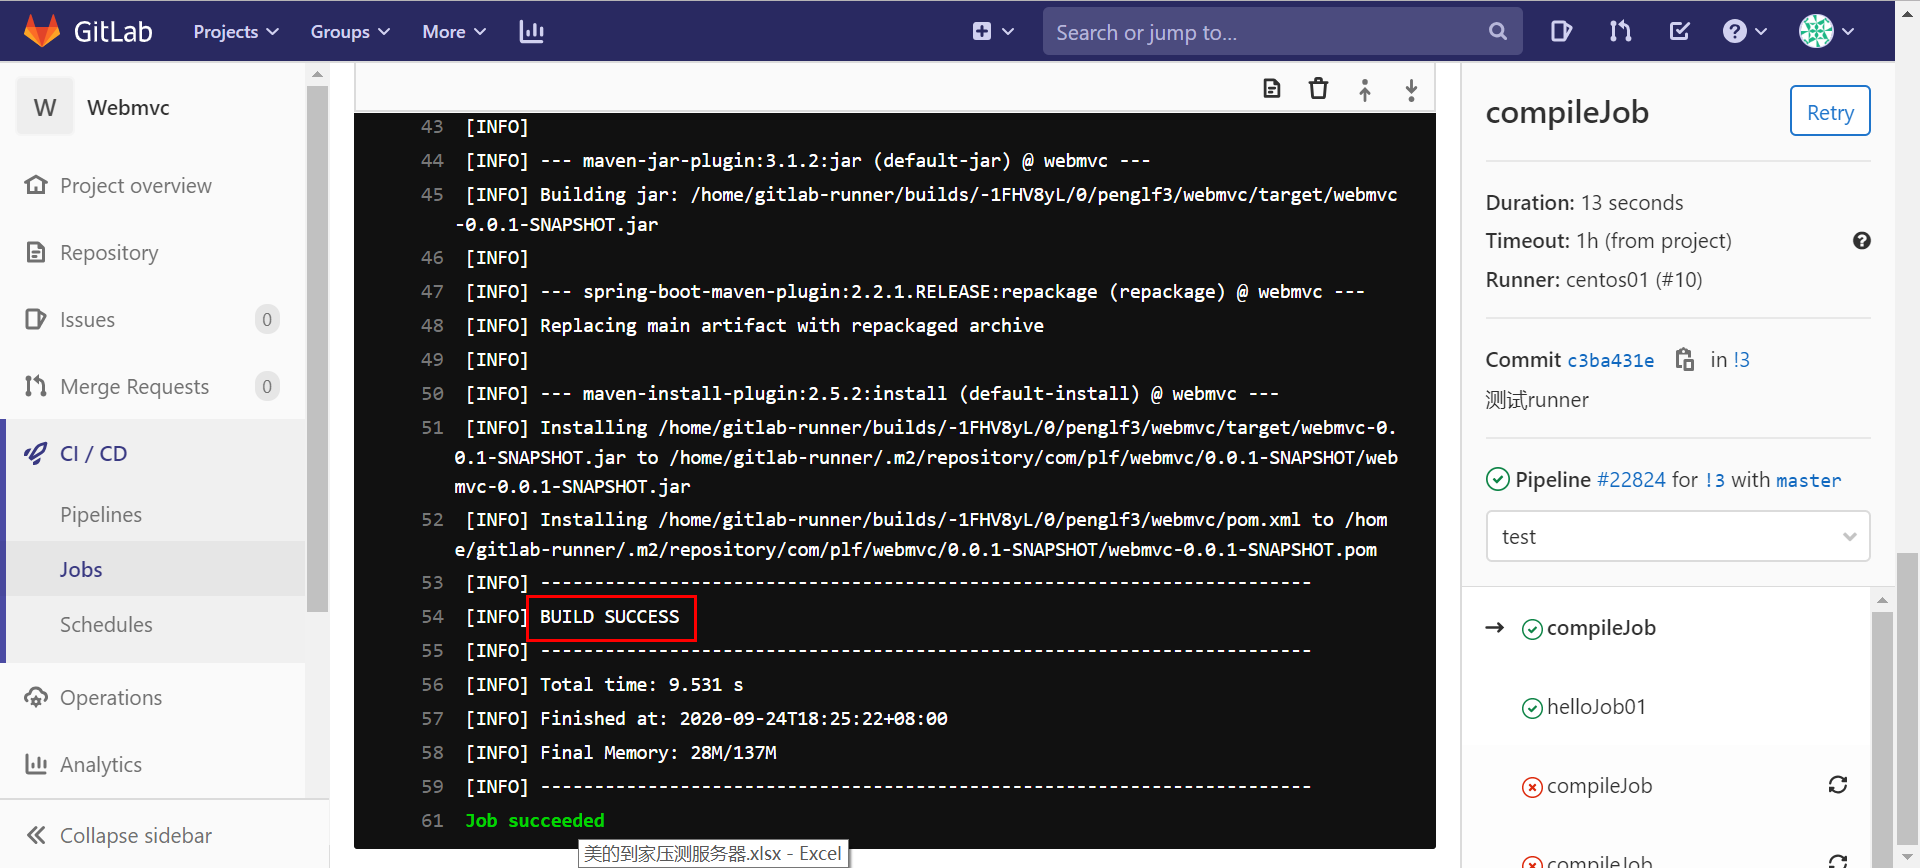 GitLab Projects Groups More Search or jump to...
W Webmvc
Project overview
Repository
Issues 0
Merge Requests 0
CI / CD
Pipelines
Jobs
Schedules
Operations
Analytics
Collapse sidebar
43 [INFO]
44 [INFO] --- maven-jar-plugin:3.1.2:jar (default-jar) @ webmvc ---
45 [INFO] Building jar: /home/gitlab-runner/builds/-1FHV8yL/0/penglf3/webmvc/target/webmvc
-0.0.1-SNAPSHOT.jar
46 [INFO]
47 [INFO] --- spring-boot-maven-plugin:2.2.1.RELEASE:repackage (repackage) @ webmvc ---
48 [INFO] Replacing main artifact with repackaged archive
49 [INFO]
50 [INFO] --- maven-install-plugin:2.5.2:install (default-install) @ webmvc ---
51 [INFO] Installing /home/gitlab-runner/builds/-1FHV8yL/0/penglf3/webmvc/target/webmvc-0.
0.1-SNAPSHOT.jar to /home/gitlab-runner/.m2/repository/com/plf/webmvc/0.0.1-SNAPSHOT/web
mvc-0.0.1-SNAPSHOT.jar
52 [INFO] Installing /home/gitlab-runner/builds/-1FHV8yL/0/penglf3/webmvc/pom.xml to /hom
e/gitlab-runner/.m2/repository/com/plf/webmvc/0.0.1-SNAPSHOT/webmvc-0.0.1-SNAPSHOT.pom
53 [INFO] ------------------------------------------------------------------------
54 [INFO] BUILD SUCCESS
55 [INFO] ------------------------------------------------------------------------
56 [INFO] Total time: 9.531 s
57 [INFO] Finished at: 2020-09-24T18:25:22+08:00
58 [INFO] Final Memory: 28M/137M
59 [INFO] ------------------------------------------------------------------------
61 Job succeeded
美的到家压测服务器.xlsx - Excel
compileJob Retry
Duration: 13 seconds
Timeout: 1h (from project)
Runner: centos01 (#10)
Commit c3ba431e in !3
测试runner
Pipeline #22824 for !3 with master
test
→ compileJob
helloJob01
compileJob
compileJob